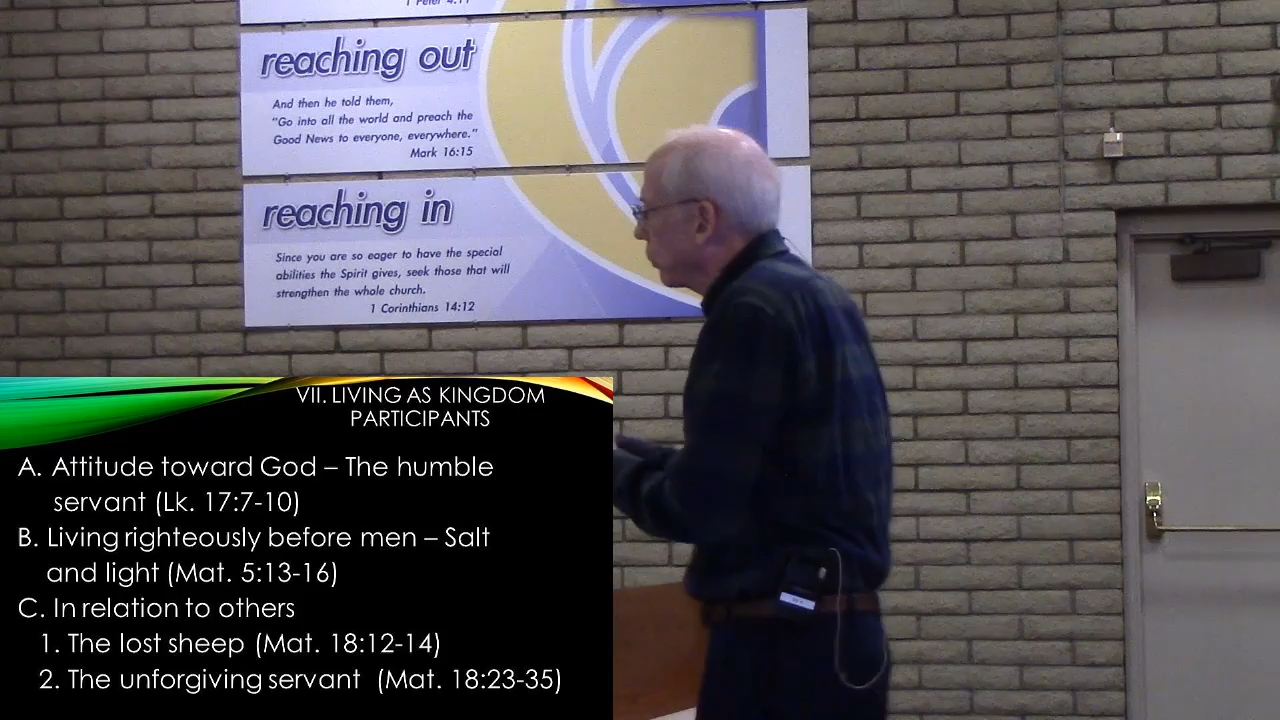 1 Peter 4:11
reaching out
And then he told them,
"Go into all the world and preach the
Good News to everyone, everywhere."
Mark 16:15
reaching in
Since you are so eager to have the special
abilities the Spirit gives, seek those that will
strengthen the whole church.
1 Corinthians 14:12
VII. LIVING AS KINGDOM
PARTICIPANTS
A. Attitude toward God – The humble
servant (Lk. 17:7-10)
B. Living righteously before men – Salt
and light (Mat. 5:13-16)
C. In relation to others
1. The lost sheep (Mat. 18:12-14)
2. The unforgiving servant (Mat. 18:23-35)